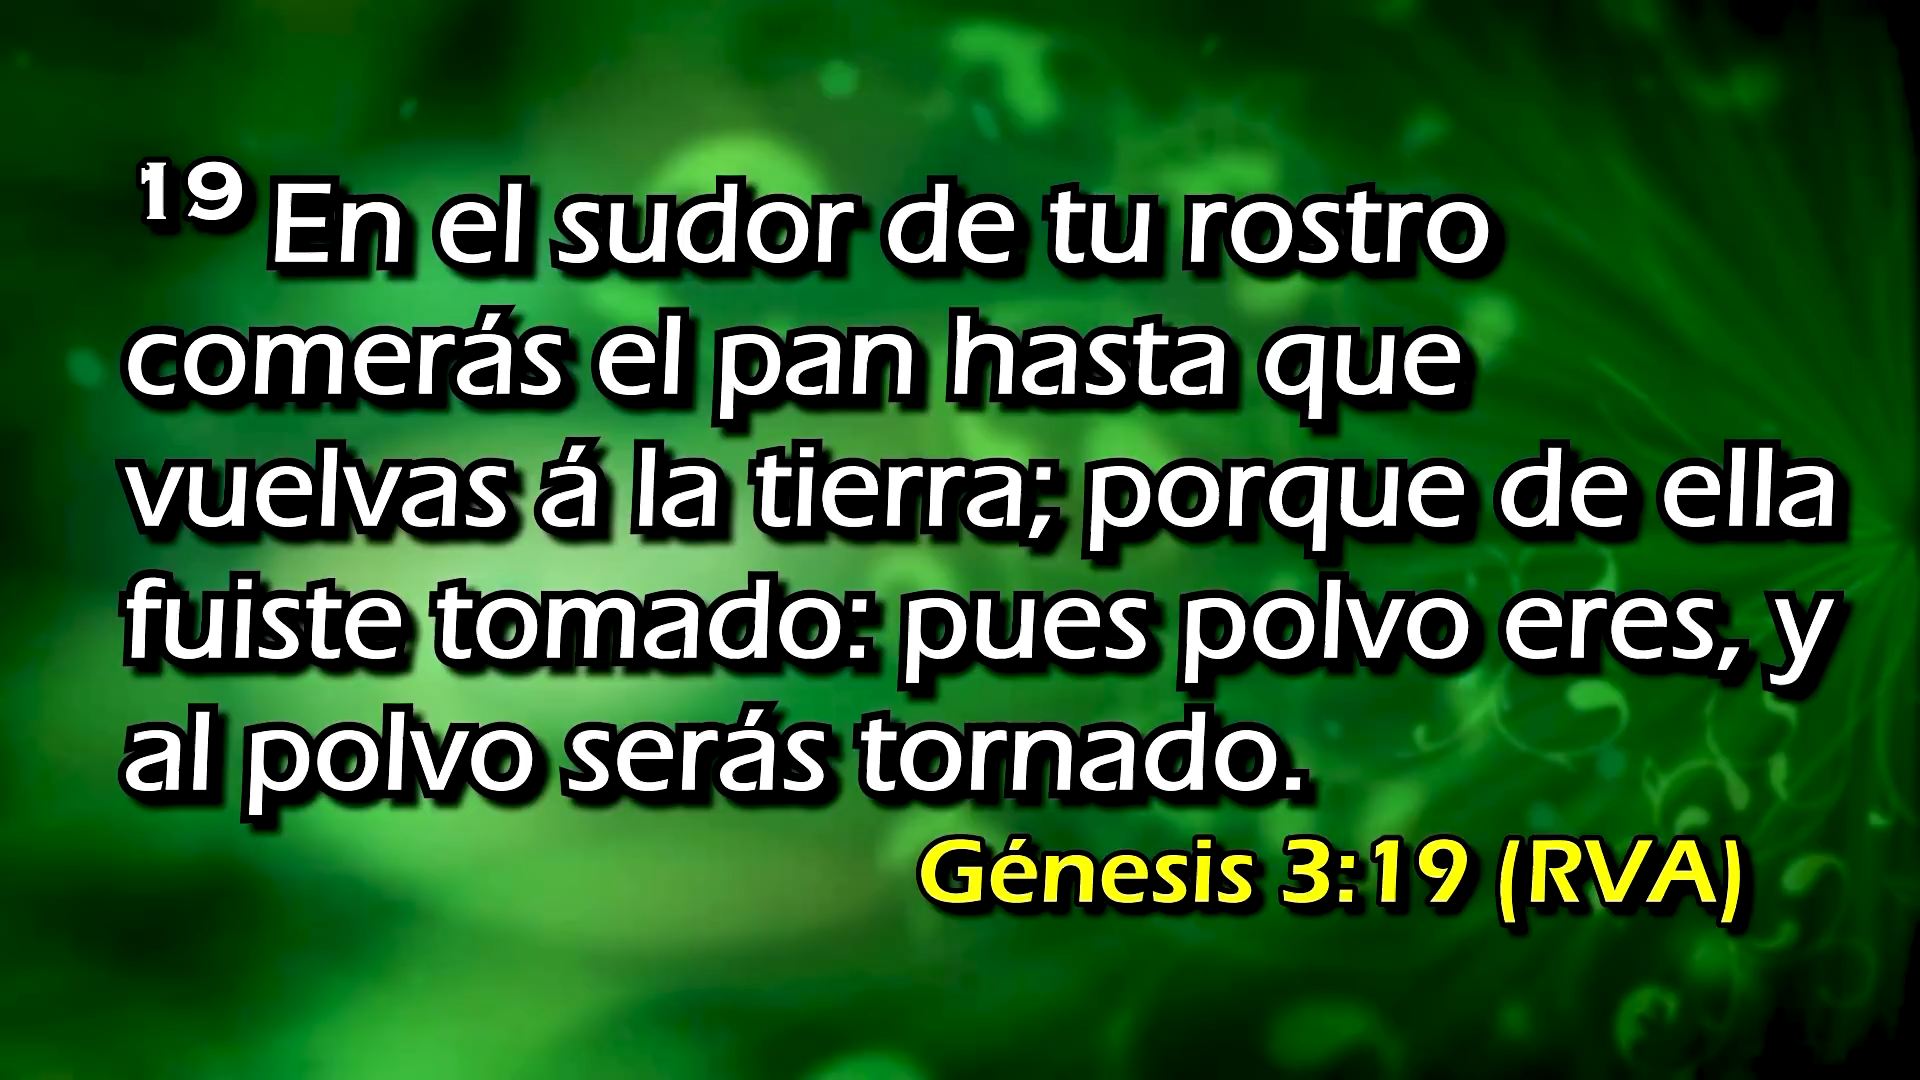 19 En el sudor de tu rostro
comerás el pan hasta que
vuelvas á la tierra; porque de ella
fuiste tomado: pues polvo eres, y
al polvo serás tornado.
Génesis 3:19 (RVA)